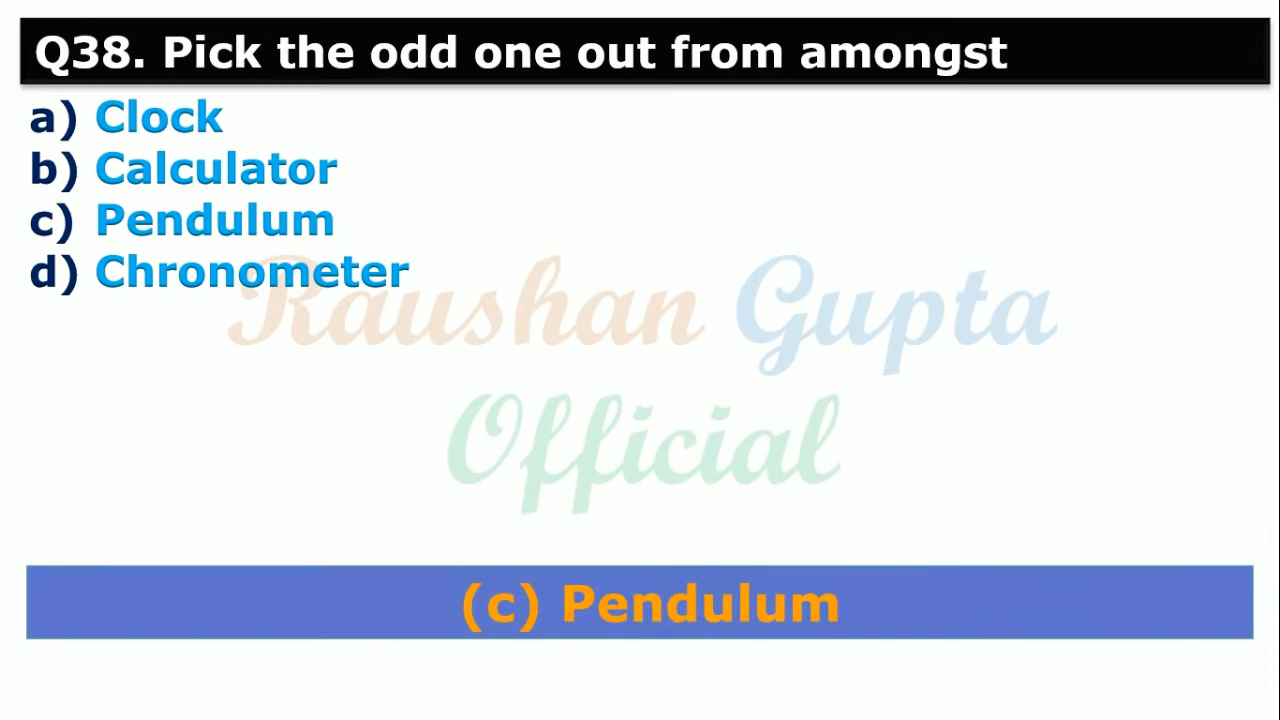 Q38. Pick the odd one out from amongst
a) Clock
b) Calculator
c) Pendulum
d) Chronometer
Raushan Gupta
Official
(c) Pendulum